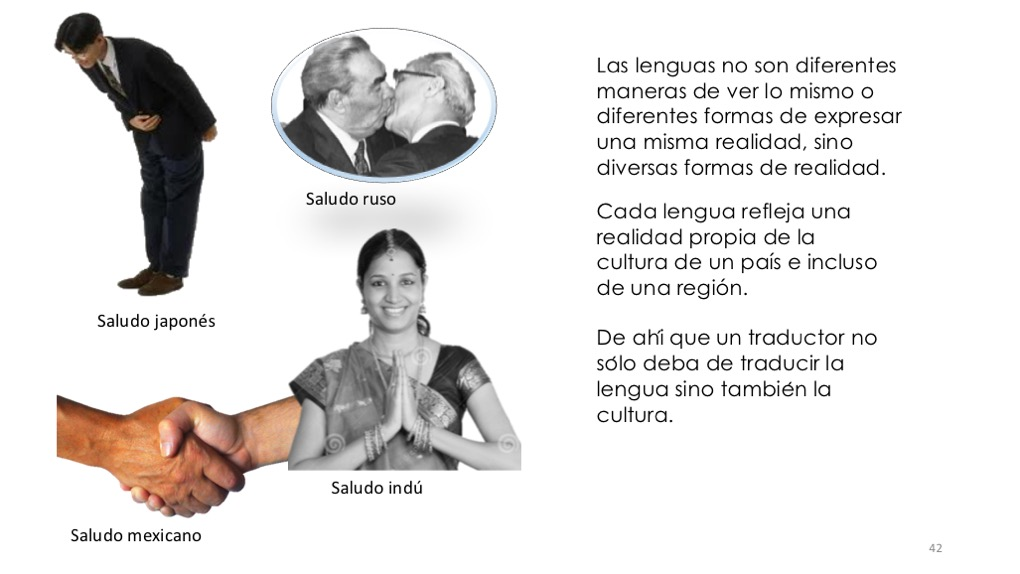 Saludo japonés
Saludo ruso
Saludo indú
Saludo mexicano
Las lenguas no son diferentes
maneras de ver lo mismo o
diferentes formas de expresar
una misma realidad, sino
diversas formas de realidad.
Cada lengua refleja una
realidad propia de la
cultura de un país e incluso
de una región.
De ahí que un traductor no
sólo deba de traducir la
lengua sino también la
cultura.
42